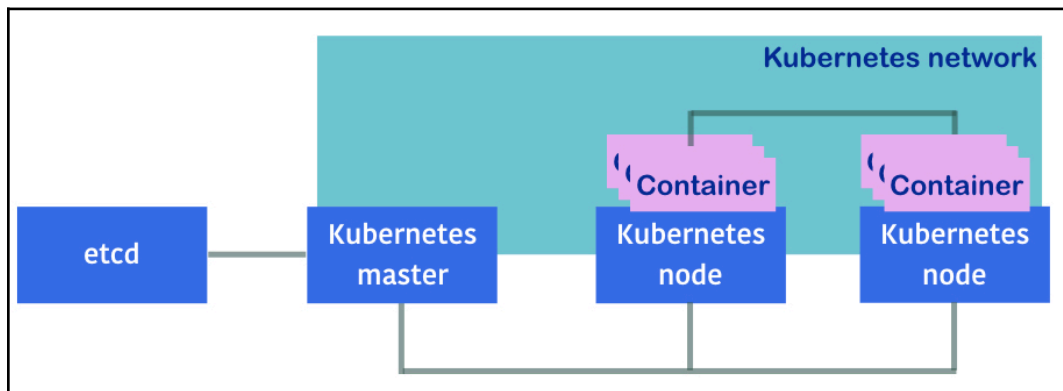 Kubernetes network
Container
Container
etcd
Kubernetes
master
Kubernetes
node
Kubernetes
node